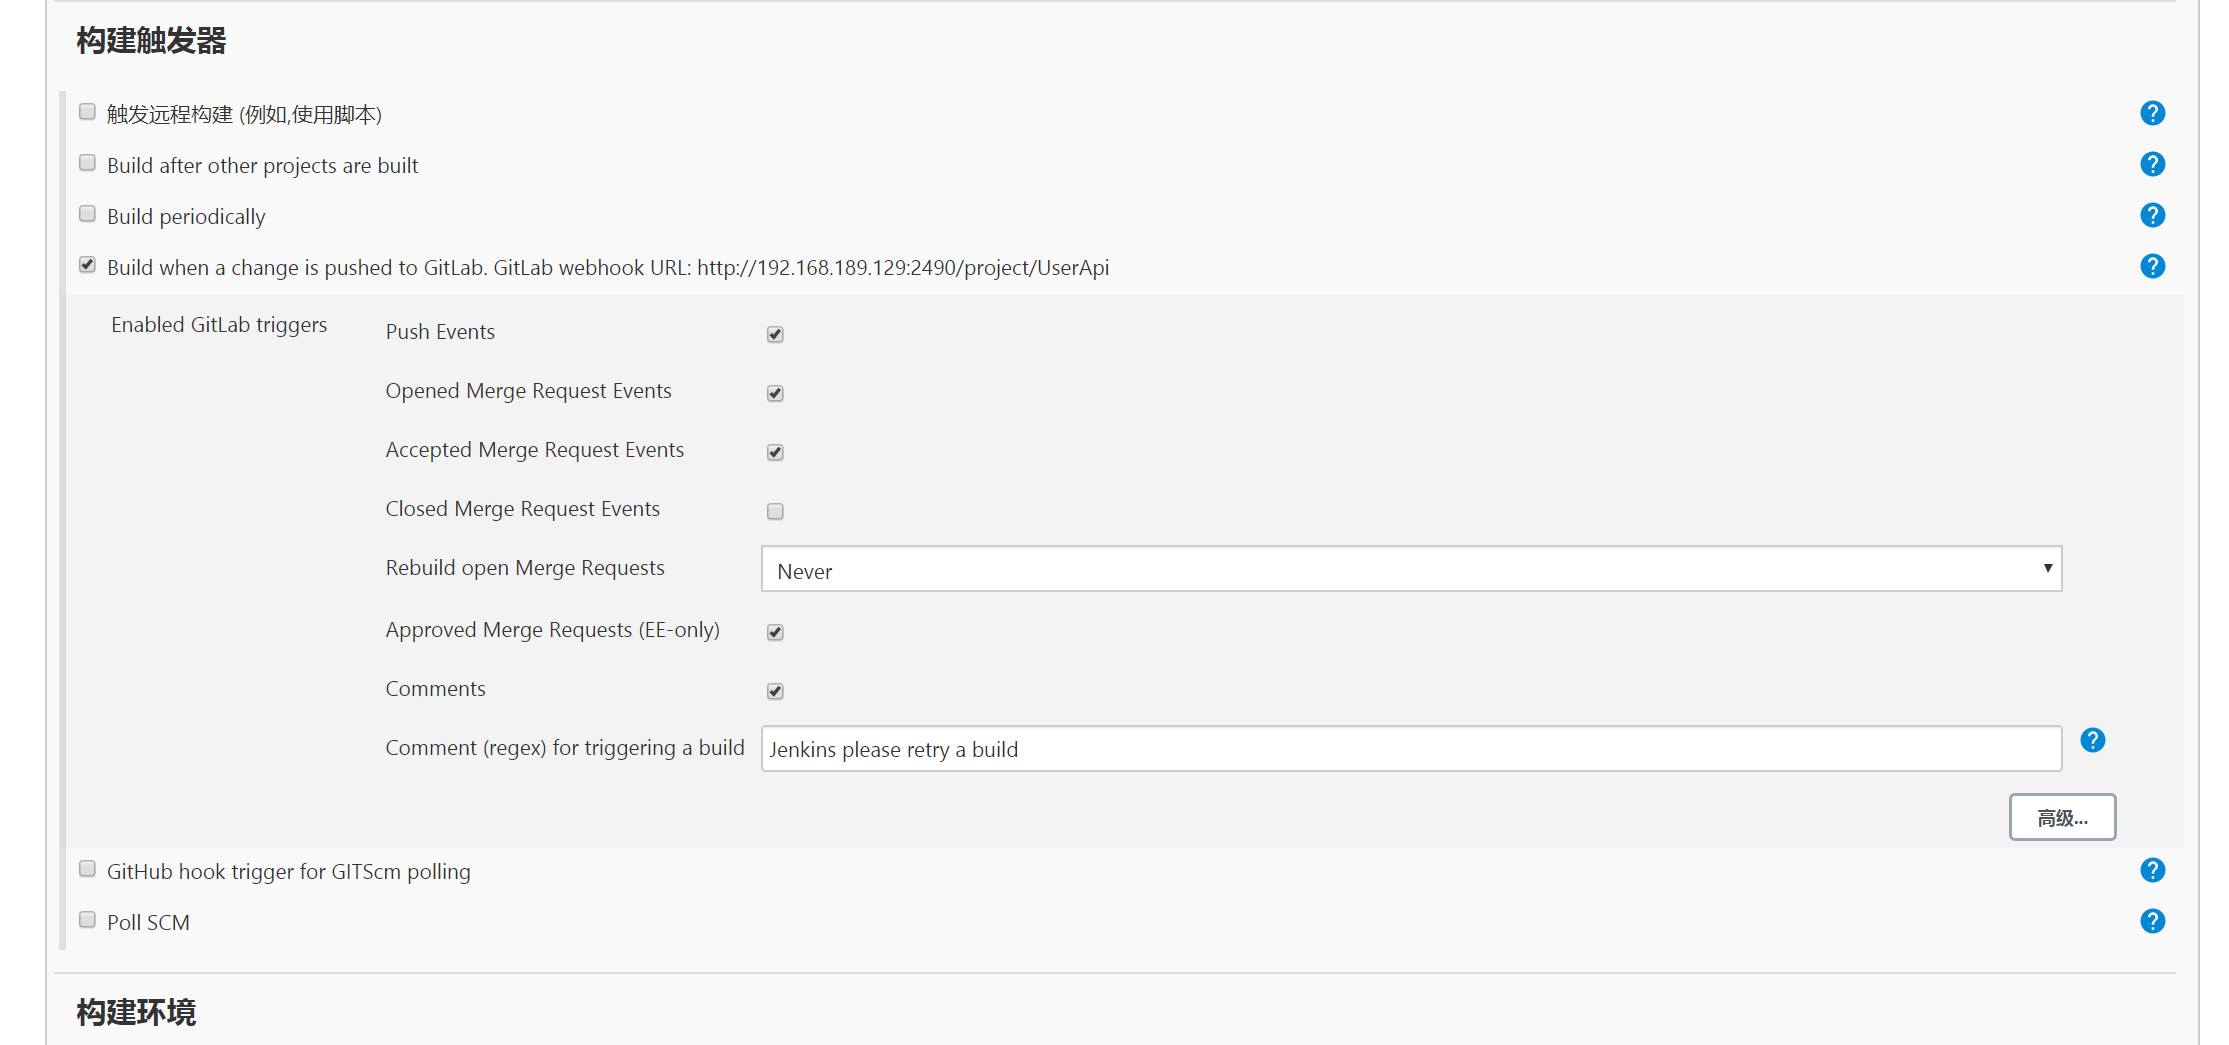 构建触发器
触发远程构建 (例如,使用脚本)
Build after other projects are built
Build periodically
Build when a change is pushed to GitLab. GitLab webhook URL: http://192.168.189.129:2490/project/UserApi
Enabled GitLab triggers
Push Events
Opened Merge Request Events
Accepted Merge Request Events
Closed Merge Request Events
Rebuild open Merge Requests
Never
Approved Merge Requests (EE-only)
Comments
Comment (regex) for triggering a build
Jenkins please retry a build
高级...
GitHub hook trigger for GITScm polling
Poll SCM
构建环境